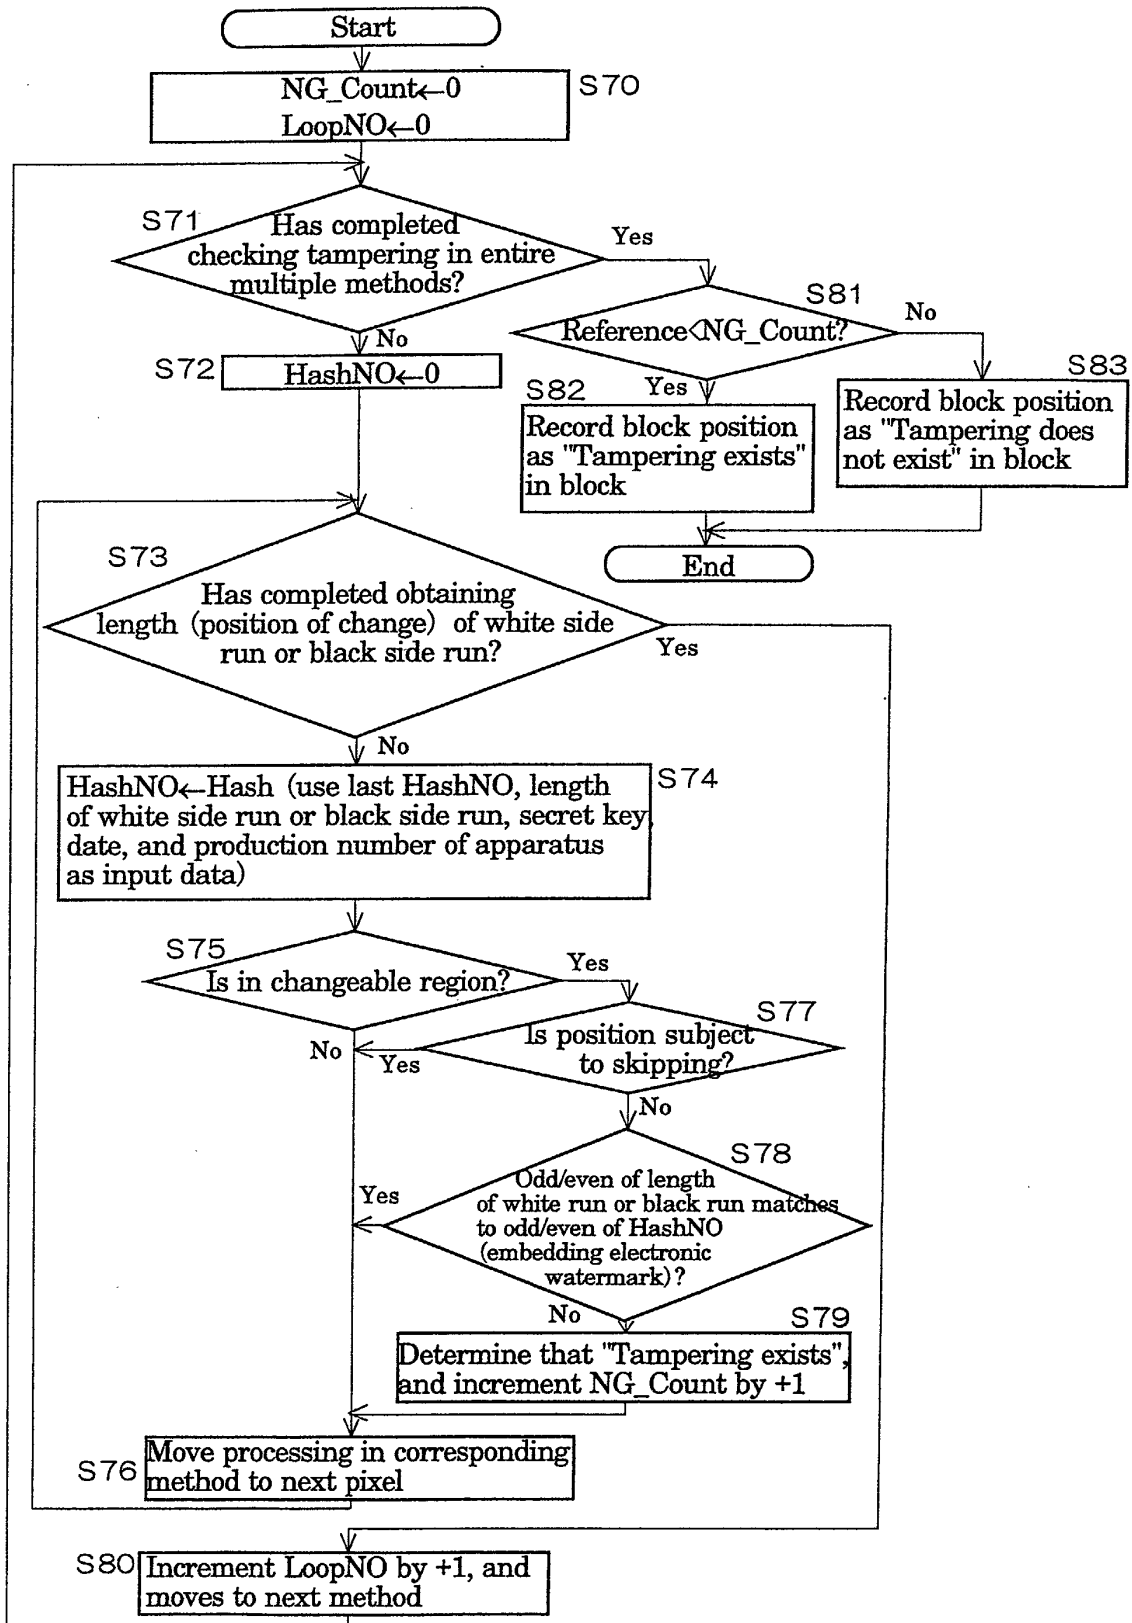 Start
NG_Count←0
LoopNO←0
S70
S71
Has completed
checking tampering in entire
multiple methods?
Yes
No
S81
Reference<NG_Count?
No
Yes
S72
HashNO←0
S82
Record block position
as "Tampering exists"
in block
S83
Record block position
as "Tampering does
not exist" in block
End
S73
Has completed obtaining
length (position of change) of white side
run or black side run?
Yes
No
S74
HashNO←Hash (use last HashNO, length
of white side run or black side run, secret key,
date, and production number of apparatus
as input data)
S75
Is in changeable region?
Yes
No
S77
Is position subject
to skipping?
Yes
No
S78
Odd/even of length
of white run or black run matches
to odd/even of HashNO
(embedding electronic
watermark)?
Yes
No
S79
Determine that "Tampering exists",
and increment NG_Count by +1
S76
Move processing in corresponding
method to next pixel
S80
Increment LoopNO by +1, and
moves to next method